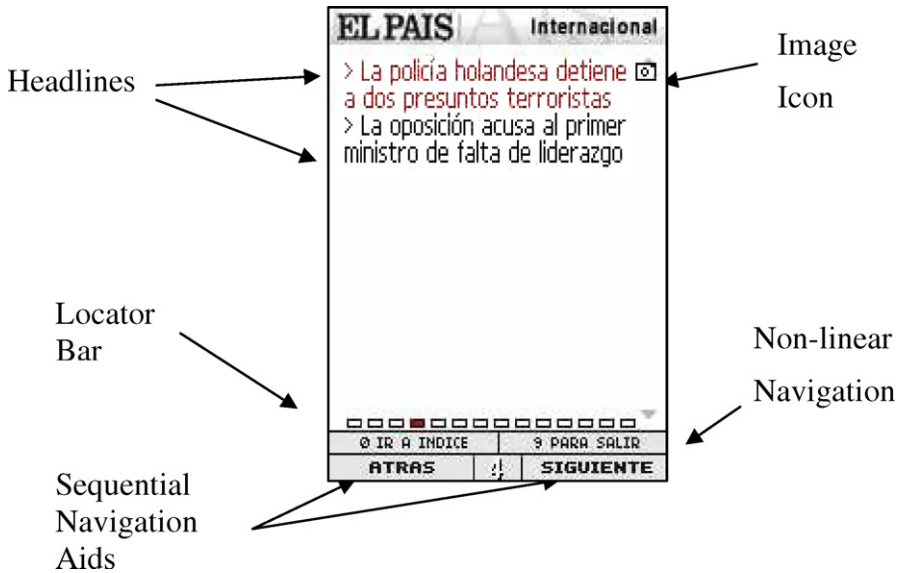 EL PAIS Internacional
> La policía holandesa detiene
a dos presuntos terroristas
> La oposición acusa al primer
ministro de falta de liderazgo
0 IR A INDICE 9 PARA SALIR
ATRAS SIGUIENTE
Headlines
Image
Icon
Locator
Bar
Non-linear
Navigation
Sequential
Navigation
Aids